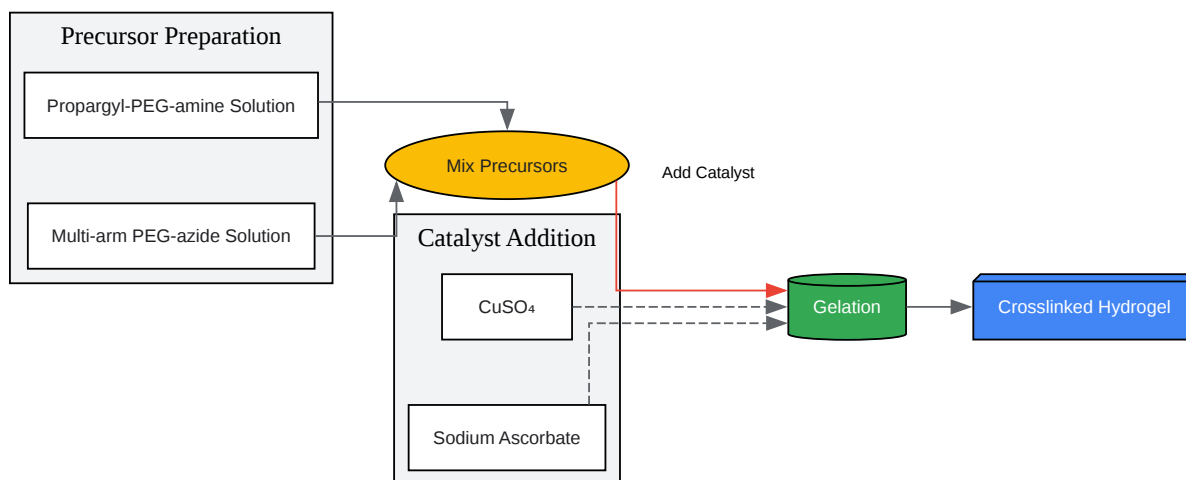 Precursor Preparation
Propargyl-PEG-amine Solution
Multi-arm PEG-azide Solution
Mix Precursors
Add Catalyst
Catalyst Addition
CuSO₄
Sodium Ascorbate
Gelation
Crosslinked Hydrogel